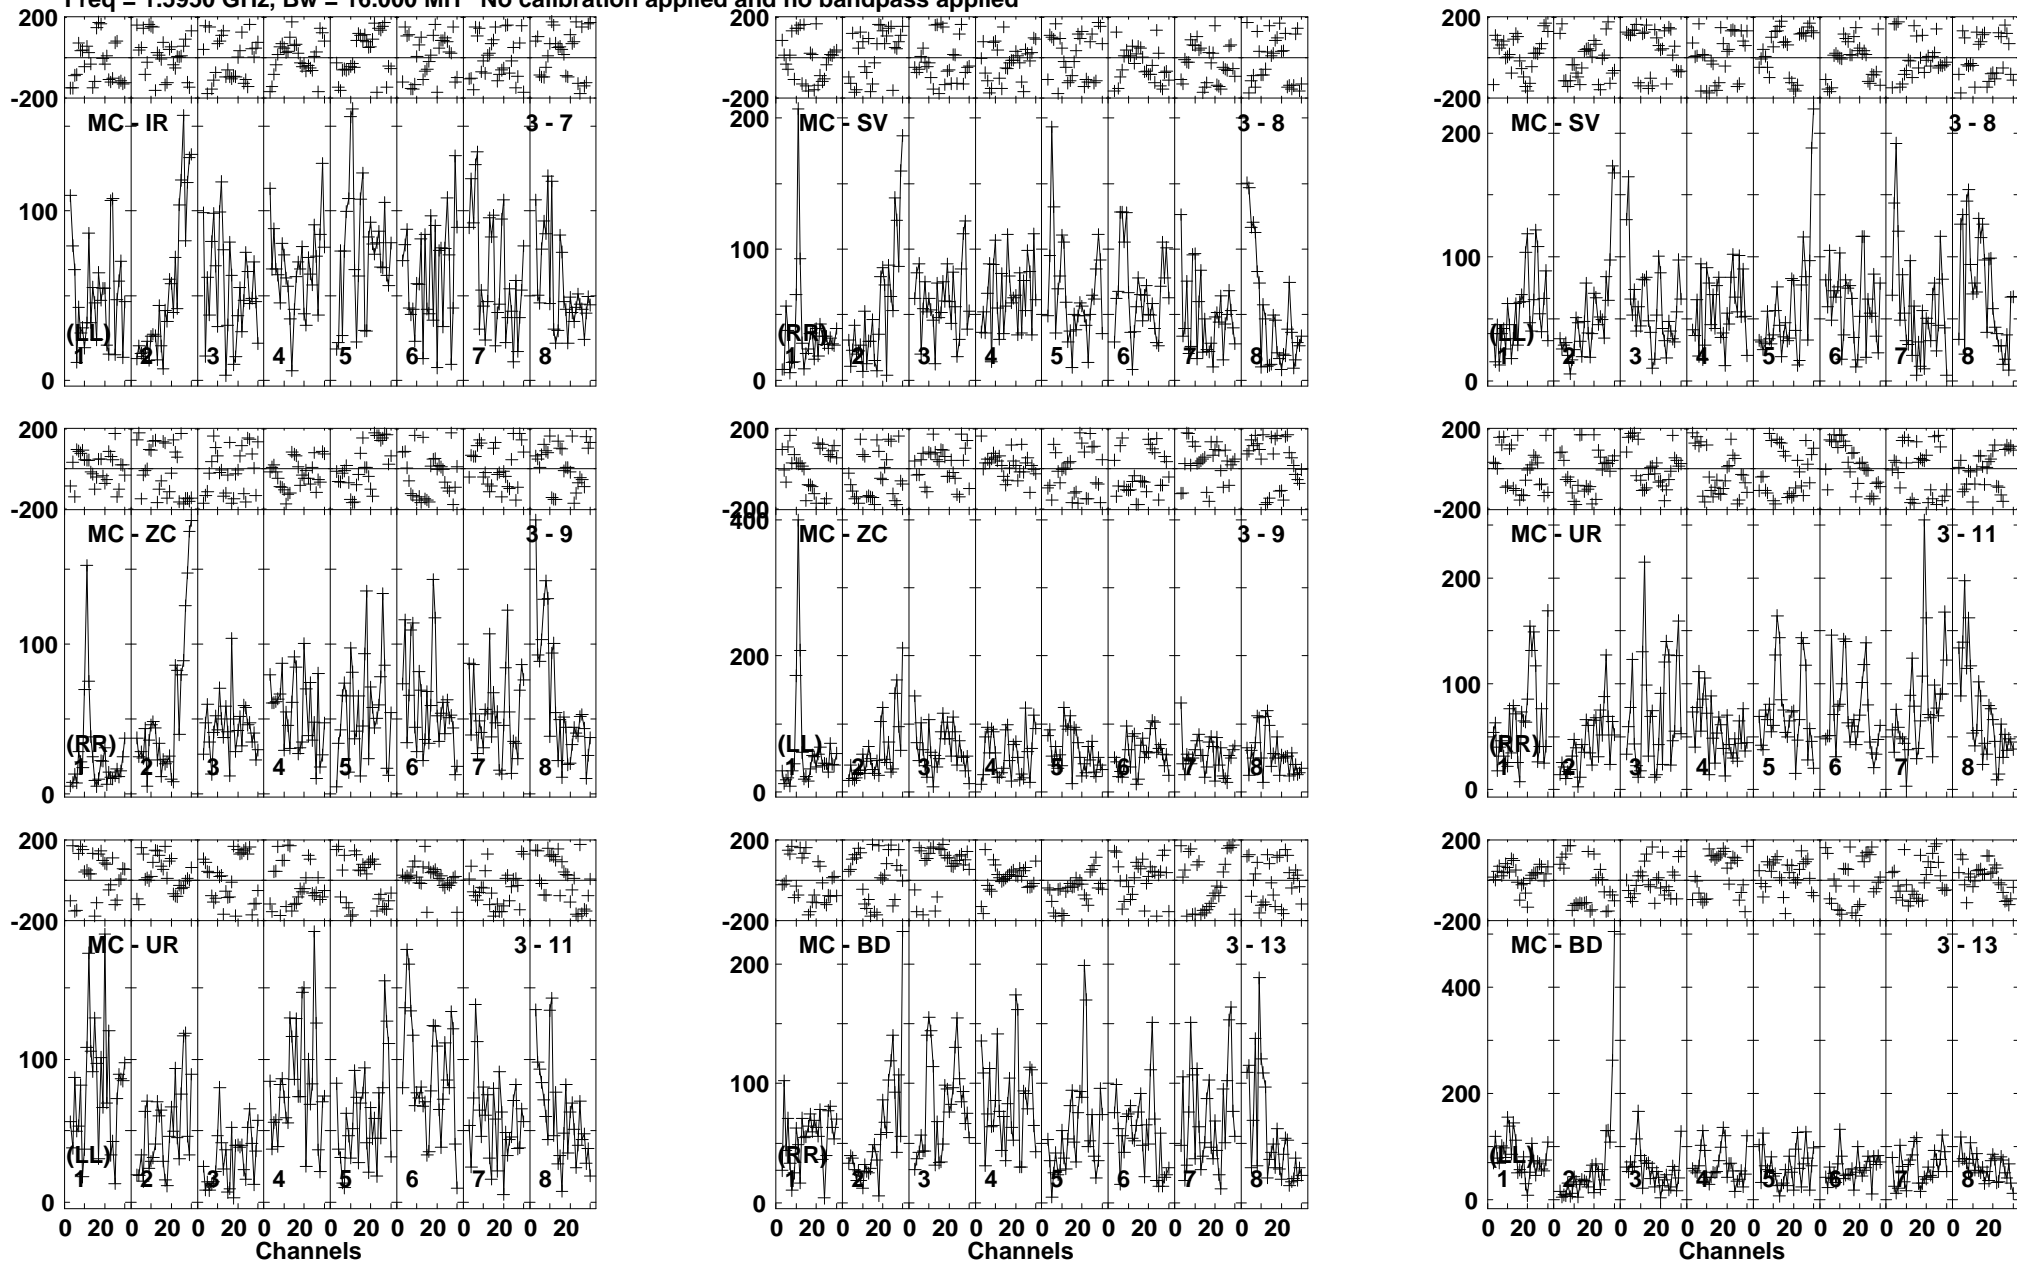 Freq = 1.5950 GHz, Bw = 16.000 MH No calibration applied and no bandpass applied
200 200 200
-200 -200 -200
MC - IR 3 - 7 MC - SV 3 - 8 MC - SV 3 - 8
200 200
100 100 100
(LL) (RR) (LL)
1 2 3 4 5 6 7 8 1 2 3 4 5 6 7 8 1 2 3 4 5 6 7 8
0 0 0
200 200 200
-200 -200 -200
400
MC - ZC 3 - 9 MC - ZC 3 - 9 MC - UR 3 - 11
200
100 200 100
(RR) (LL) (RR)
1 2 3 4 5 6 7 8 1 2 3 4 5 6 7 8 1 2 3 4 5 6 7 8
0 0 0
200 200 200
-200 -200 -200
MC - UR 3 - 11 MC - BD 3 - 13 MC - BD 3 - 13
200 400
100 100 200
(LL) (RR) (LL)
1 2 3 4 5 6 7 8 1 2 3 4 5 6 7 8 1 2 3 4 5 6 7 8
0 0 0
0 20 0 20 0 20 0 20 0 20 0 20 0 20 0 20 0 20 0 20 0 20 0 20 0 20 0 20 0 20 0 20 0 20 0 20 0 20 0 20 0 20 0 20 0 20 0 20
Channels Channels Channels